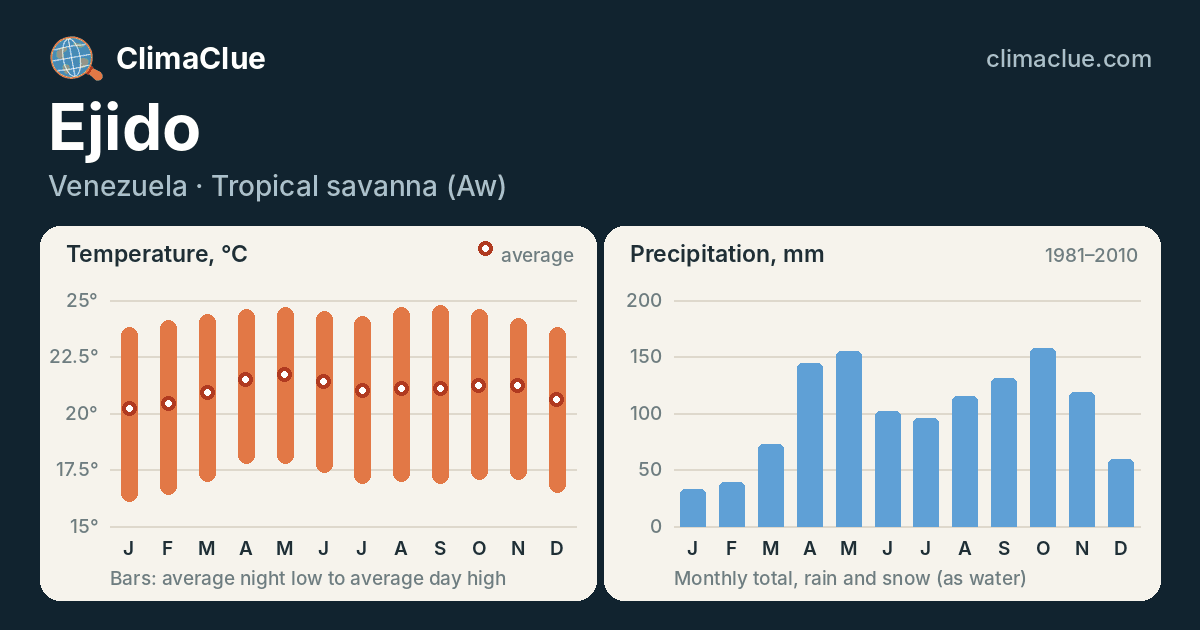 ClimaClue
climaclue.com
Ejido
Venezuela · Tropical savanna (Aw)
Temperature, °C
average
25°
22.5°
20°
17.5°
15°
J F M A M J J A S O N D
Bars: average night low to average day high
Precipitation, mm
1981–2010
200
150
100
50
0
J F M A M J J A S O N D
Monthly total, rain and snow (as water)